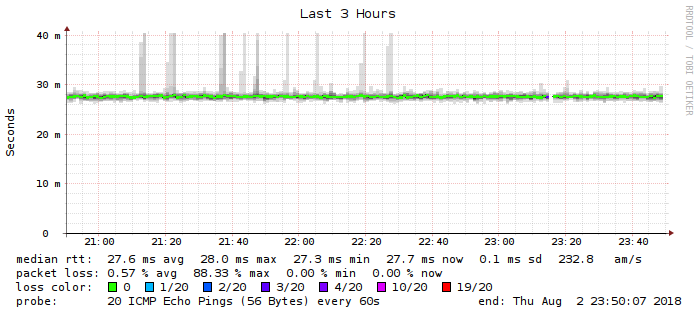 Last 3 Hours
RRDTOOL / TOBI OETIKER
Seconds
40 m
30 m
20 m
10 m
0
21:00 21:20 21:40 22:00 22:20 22:40 23:00 23:20 23:40
median rtt: 27.6 ms avg 28.0 ms max 27.3 ms min 27.7 ms now 0.1 ms sd 232.8 am/s
packet loss: 0.57 % avg 88.33 % max 0.00 % min 0.00 % now
loss color: 0 1/20 2/20 3/20 4/20 10/20 19/20
probe: 20 ICMP Echo Pings (56 Bytes) every 60s end: Thu Aug 2 23:50:07 2018